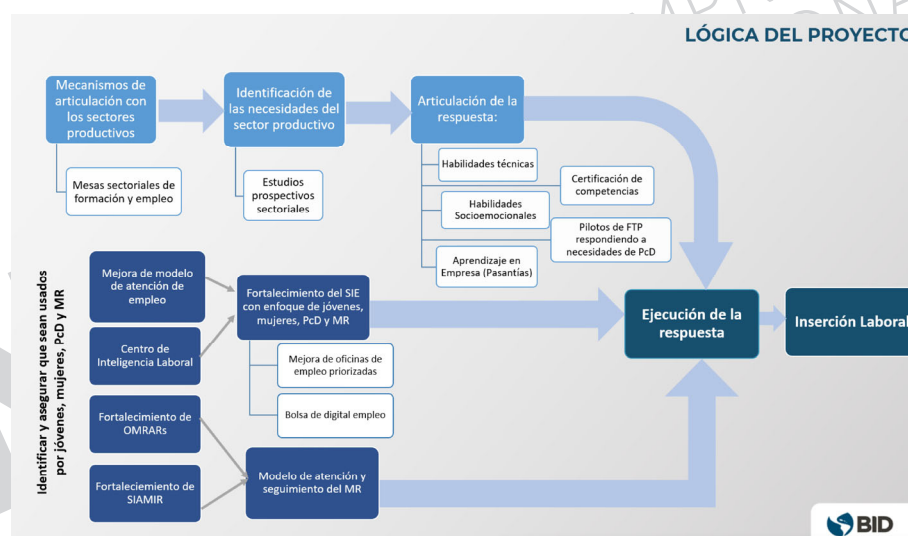 LÓGICA DEL PROYECTO
Mecanismos de
articulación con
los sectores
productivos
Identificación de
las necesidades del
sector productivo
Articulación de la
respuesta:
Mesas sectoriales de
formación y empleo
Estudios
prospectivos
sectoriales
Habilidades técnicas
Certificación de
competencias
Habilidades
Socioemocionales
Pilotos de FTP
respondiendo a
necesidades de PcD
Aprendizaje en
Empresa (Pasantías)
Identificar y asegurar que sean usados
por jóvenes, mujeres, PcD y MR
Mejora de modelo
de atención de
empleo
Centro de
Inteligencia Laboral
Fortalecimiento de
OMRARs
Fortaleciemiento de
SIAMIR
Fortalecimiento del SIE
con enfoque de jóvenes,
mujeres, PcD y MR
Mejora de oficinas de
empleo priorizadas
Bolsa de digital empleo
Modelo de atención y
seguimiento del MR
Ejecución de la
respuesta
Inserción Laboral
BID